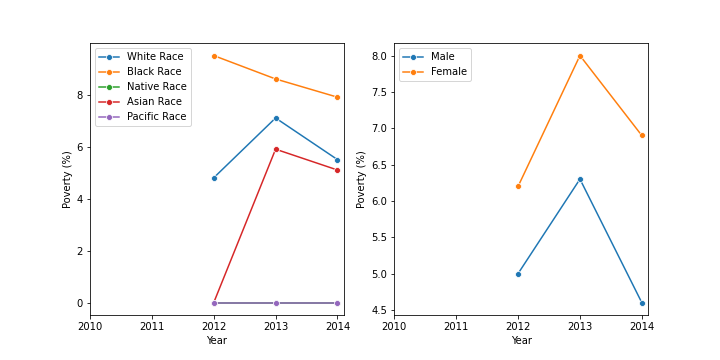 White Race
Black Race
Native Race
Asian Race
Pacific Race
8
6
4
2
0
Poverty (%)
2010 2011 2012 2013 2014
Year
Male
Female
8.0
7.5
7.0
6.5
6.0
5.5
5.0
4.5
Poverty (%)
2010 2011 2012 2013 2014
Year